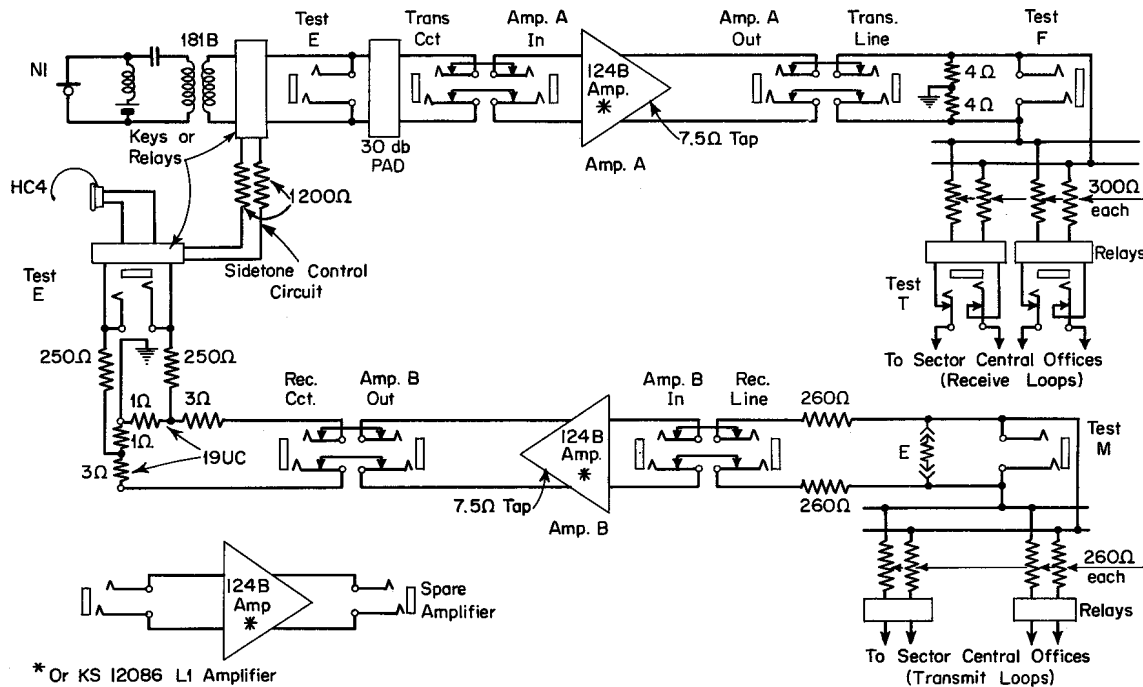 Test
E
Trans
Cct
Amp. A
In
Amp. A
Out
Trans.
Line
Test
F
N1
181B
124B
Amp.
*
7.5Ω Tap
Amp. A
4Ω
4Ω
Keys or
Relays
30 db
PAD
HC4
1200Ω
300Ω
each
Sidetone Control
Circuit
Relays
Test
E
Test
T
250Ω
250Ω
To Sector Central Offices
(Receive Loops)
1Ω
3Ω
1Ω
3Ω
19UC
Rec.
Cct.
Amp. B
Out
124B
Amp.
*
7.5Ω Tap
Amp. B
Amp. B
In
Rec.
Line
260Ω
260Ω
E
Test
M
260Ω
each
Relays
To Sector Central Offices
(Transmit Loops)
124B
Amp
*
Spare
Amplifier
* Or KS 12086 L1 Amplifier